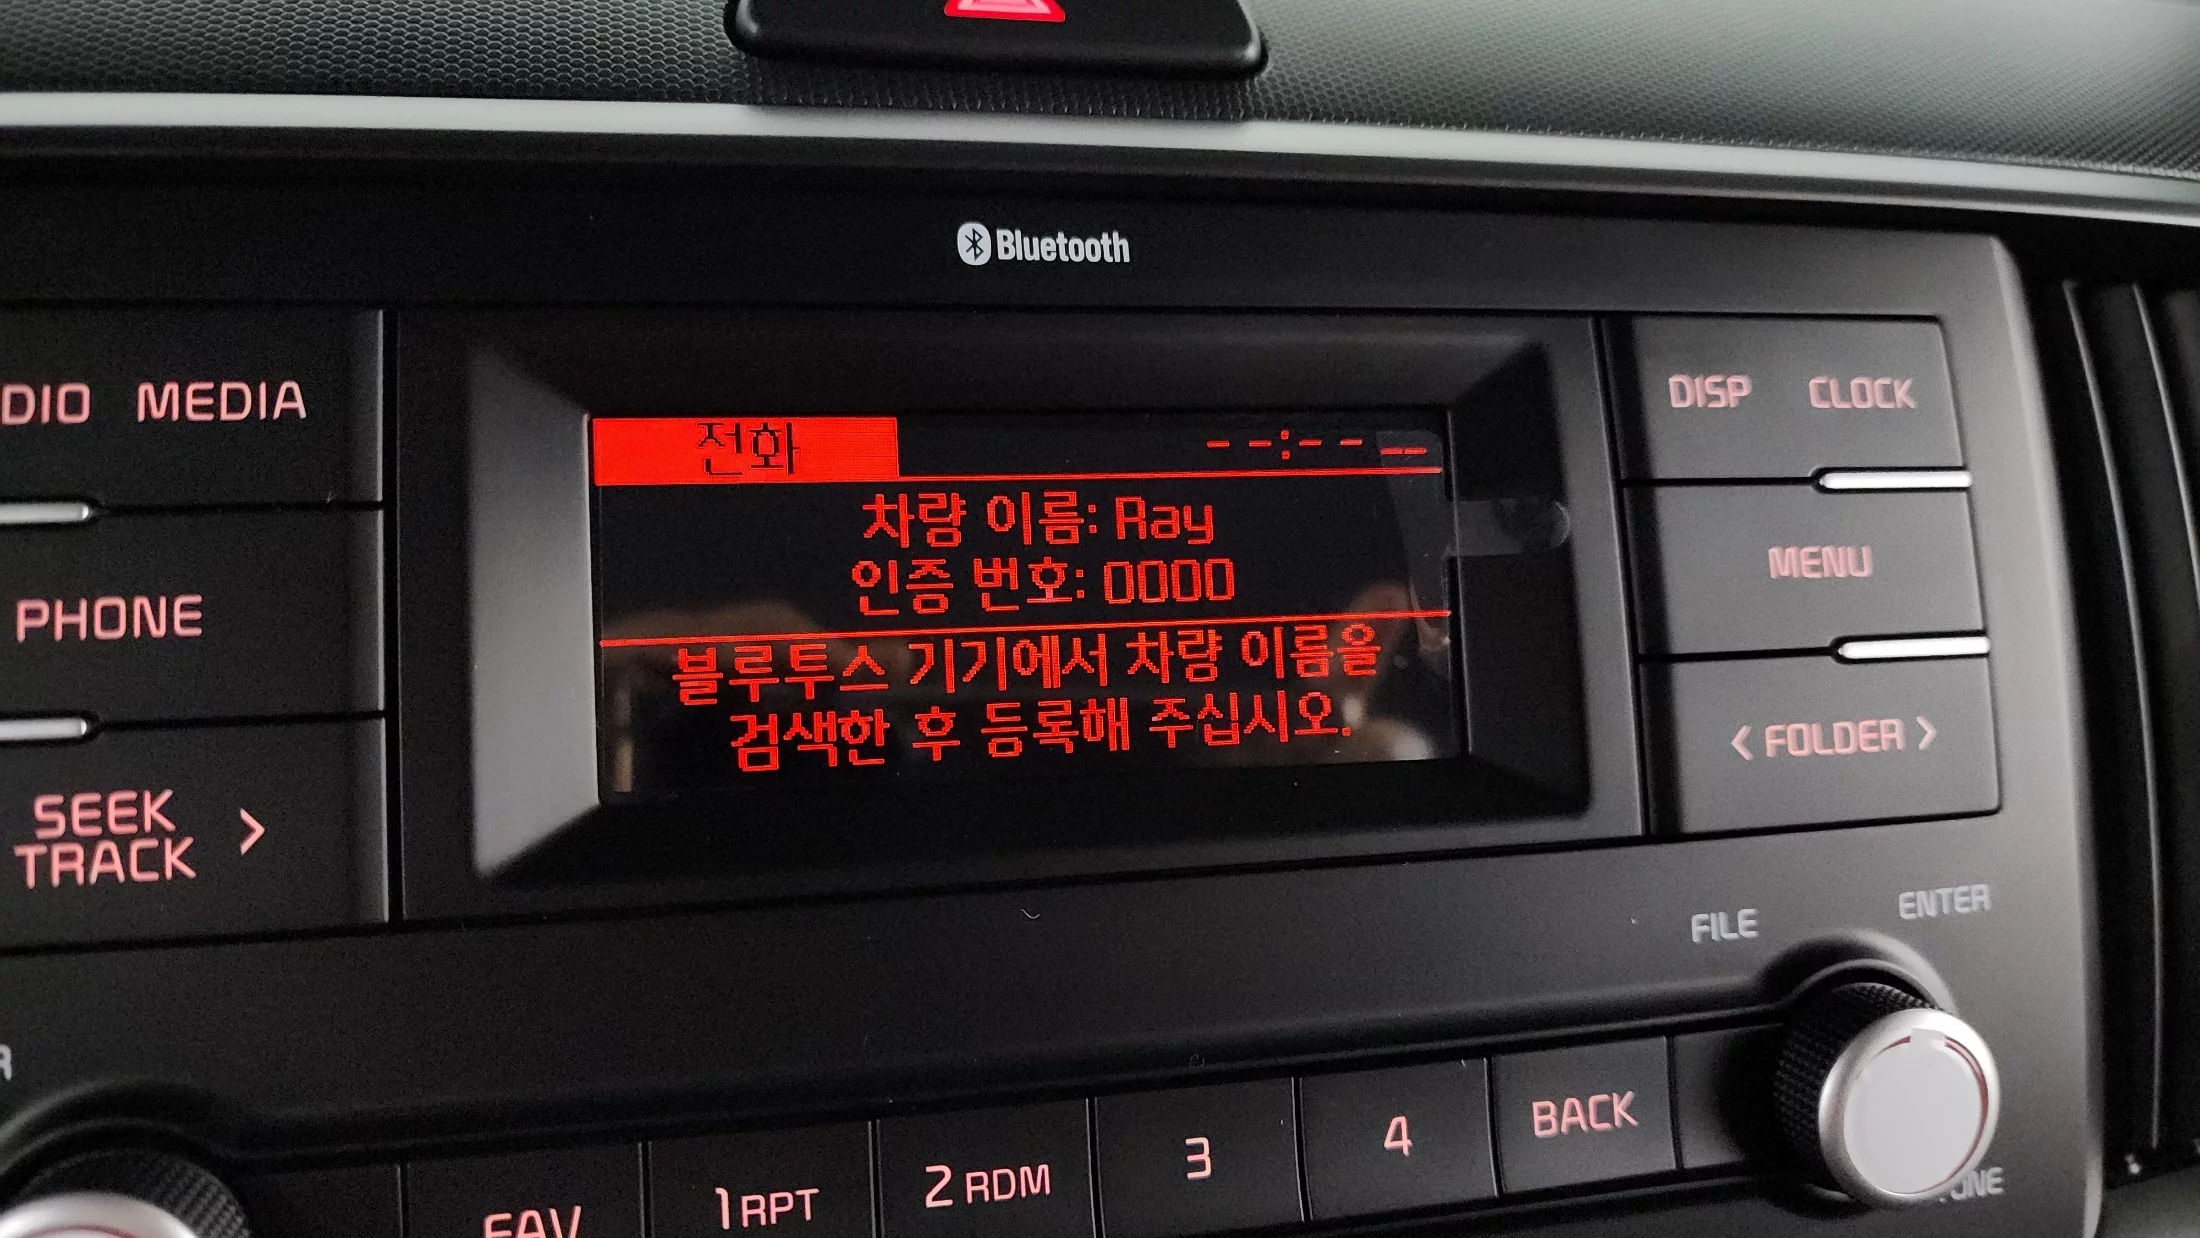 Bluetooth
DIO MEDIA
DISP CLOCK
전화 --:-- --
차량 이름: Ray
인증 번호: 0000
블루투스 기기에서 차량 이름을
검색한 후 등록해 주십시오.
PHONE
MENU
SEEK
TRACK >
< FOLDER >
FILE
ENTER
R
FAV
1 RPT
2 RDM
3
4
BACK